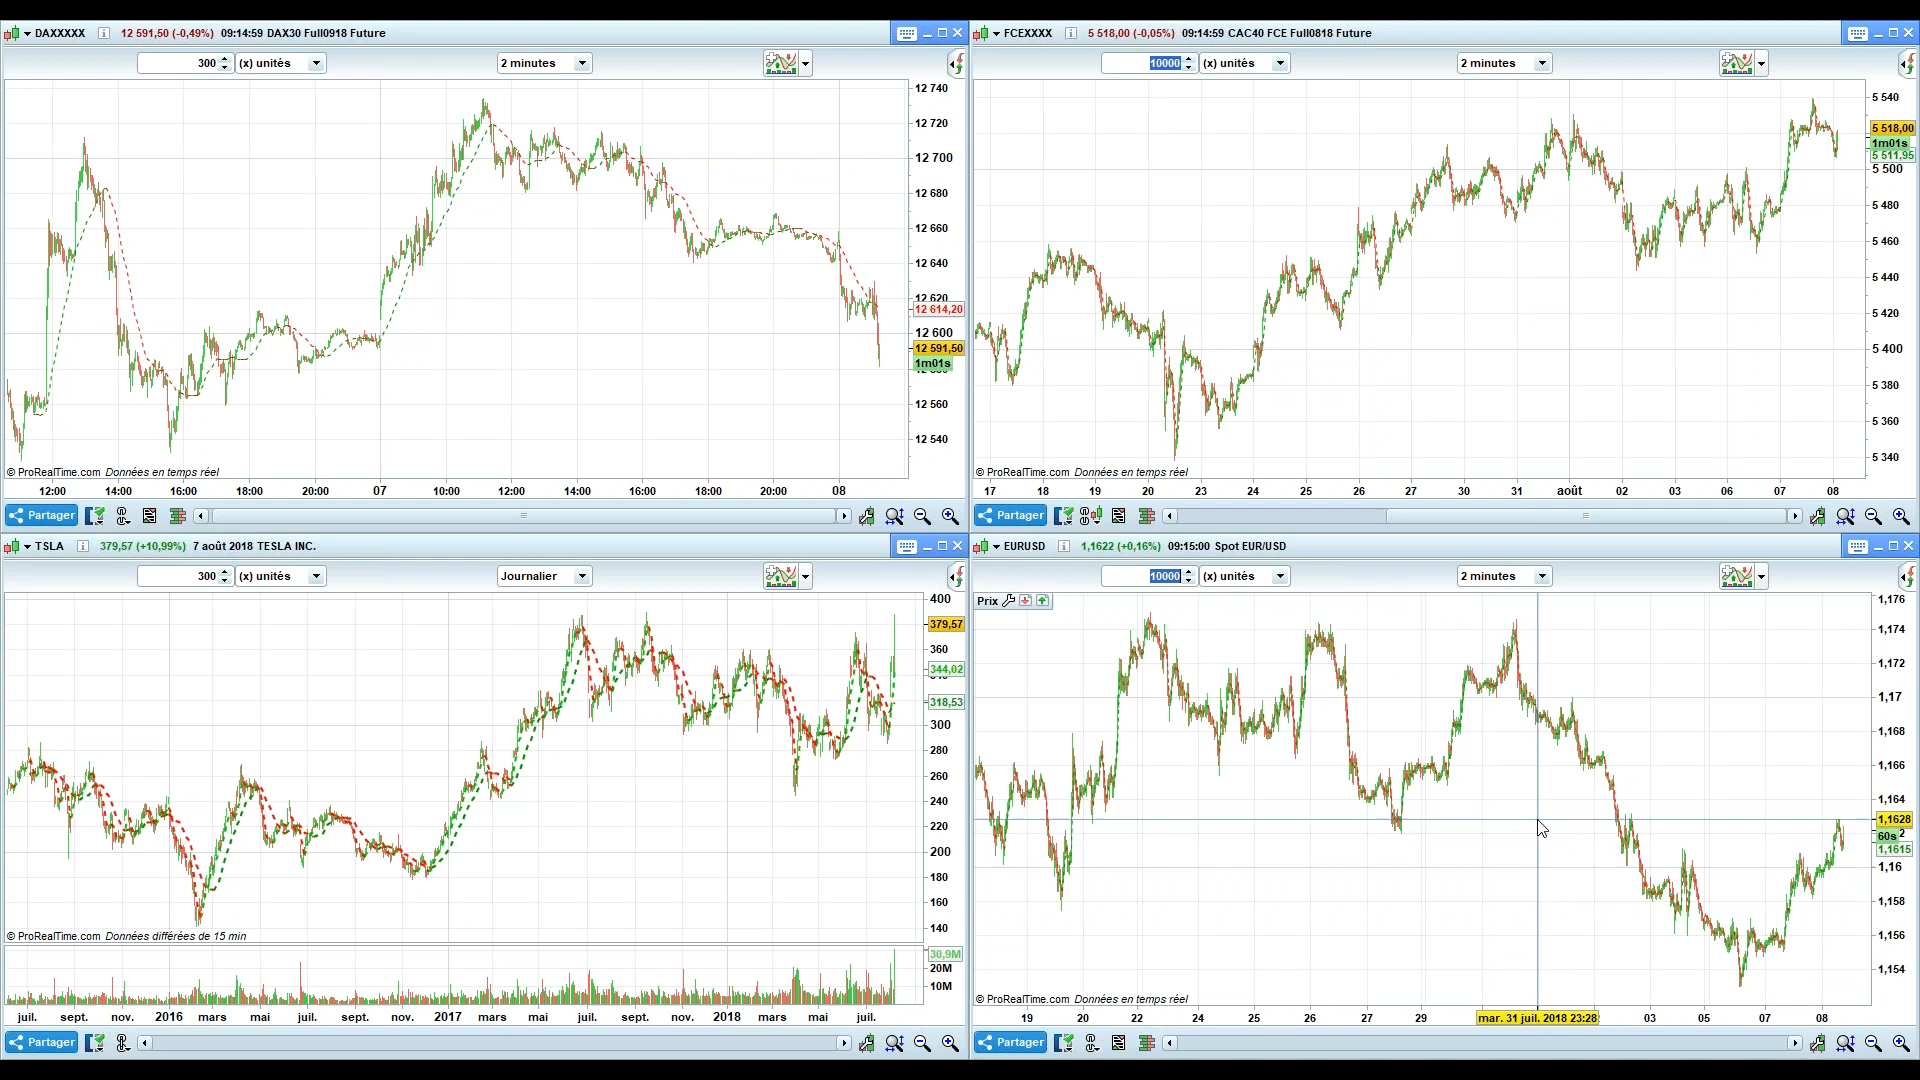 DAXXXXX 12 591,50 (-0,49%) 09:14:59 DAX30 Full0918 Future
300 (x) unités 2 minutes
12 740
12 720
12 700
12 680
12 660
12 640
12 620
12 614,20
12 600
12 591,50
1m01s
12 560
12 540
© ProRealTime.com Données en temps réel
12:00 14:00 16:00 18:00 20:00 07 10:00 12:00 14:00 16:00 18:00 20:00 08
Partager
FCEXXXX 5 518,00 (-0,05%) 09:14:59 CAC40 FCE Full0818 Future
10000 (x) unités 2 minutes
5 540
5 518,00
1m01s
5 511,95
5 500
5 480
5 460
5 440
5 420
5 400
5 380
5 360
5 340
© ProRealTime.com Données en temps réel
17 18 19 20 23 24 25 26 27 30 31 août 02 03 06 07 08
Partager
TSLA 379,57 (+10,99%) 7 août 2018 TESLA INC.
300 (x) unités Journalier
400
379,57
360
344,02
318,53
300
280
260
240
220
200
180
160
140
© ProRealTime.com Données différées de 15 min
30,9M
20M
10M
juil. sept. nov. 2016 mars mai juil. sept. nov. 2017 mars mai juil. sept. nov. 2018 mars mai juil.
Partager
EURUSD 1,1622 (+0,16%) 09:15:00 Spot EUR/USD
10000 (x) unités 2 minutes
Prix
1,176
1,174
1,172
1,17
1,168
1,166
1,164
1,1628
60s
1,1615
1,16
1,158
1,156
1,154
© ProRealTime.com Données en temps réel
19 20 22 24 25 26 27 29 mar. 31 juil. 2018 23:28 03 05 07 08
Partager